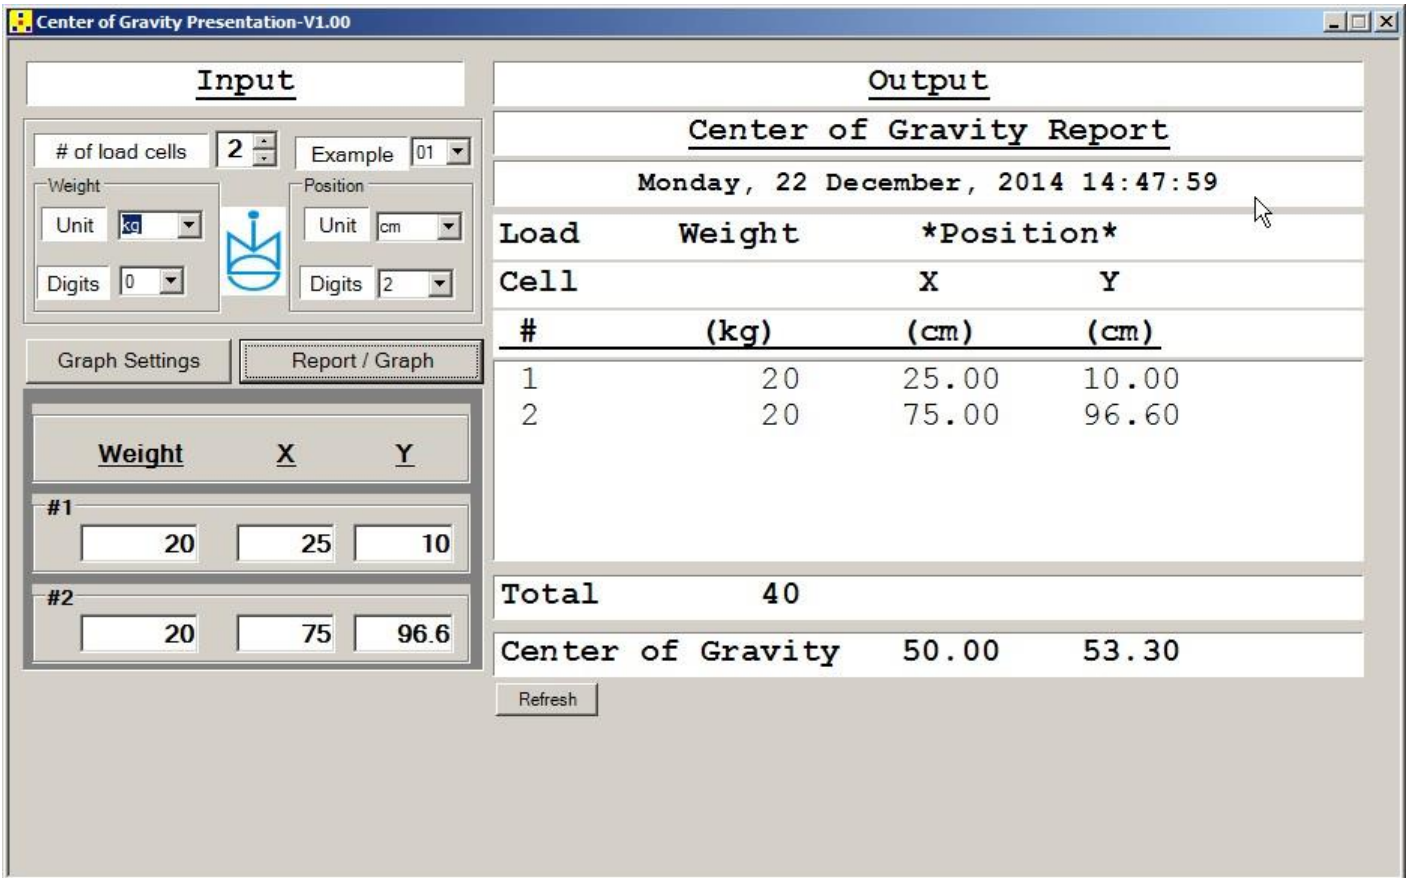 Center of Gravity Presentation-V1.00
Input
# of load cells 2 Example 01
Weight Position
Unit kg Unit cm
Digits 0 Digits 2
Graph Settings Report / Graph
Weight X Y
#1
20 25 10
#2
20 75 96.6
Output
Center of Gravity Report
Monday, 22 December, 2014 14:47:59
Load Weight *Position*
Cell X Y
# (kg) (cm) (cm)
1 20 25.00 10.00
2 20 75.00 96.60
Total 40
Center of Gravity 50.00 53.30
Refresh